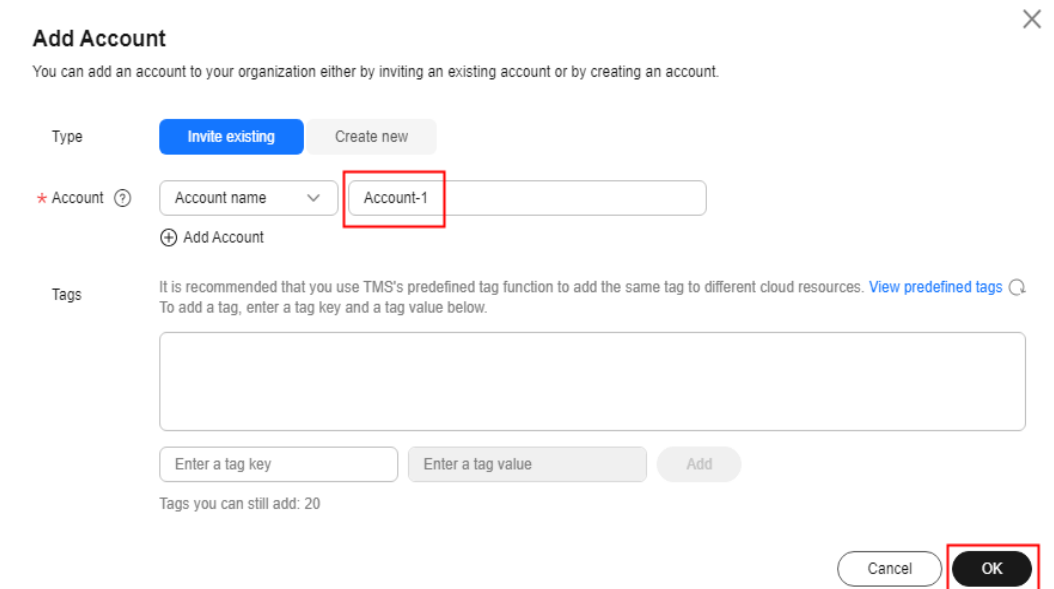 Add Account
You can add an account to your organization either by inviting an existing account or by creating an account.
Type Invite existing Create new
* Account ? Account name Account-1
Add Account
Tags It is recommended that you use TMS's predefined tag function to add the same tag to different cloud resources. View predefined tags
To add a tag, enter a tag key and a tag value below.
Enter a tag key Enter a tag value Add
Tags you can still add: 20
Cancel OK